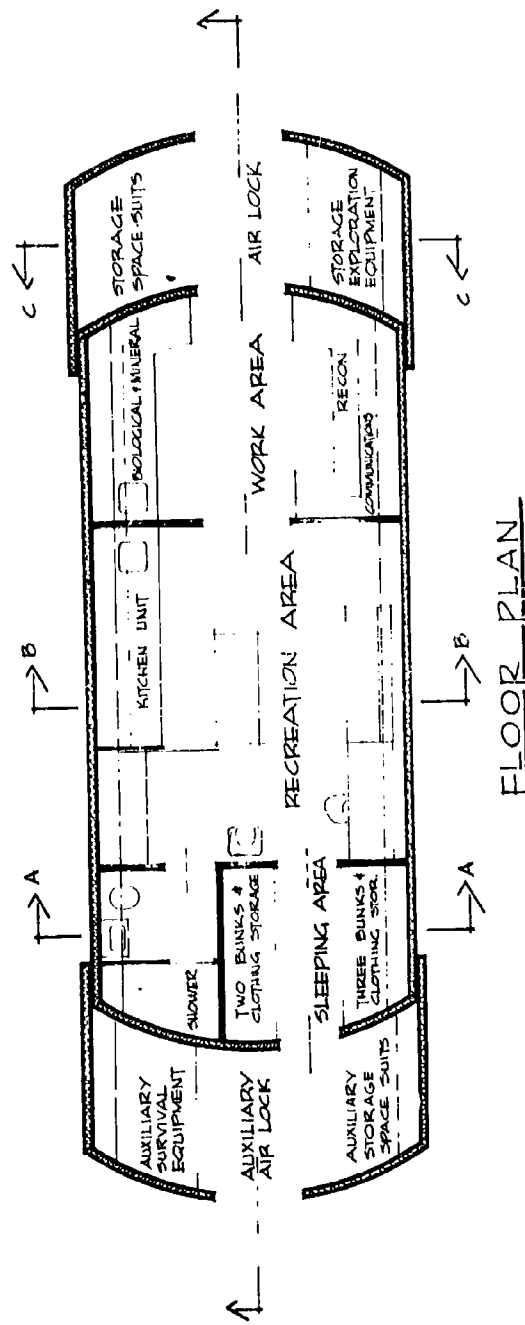 A
B
C
AUXILIARY
SURVIVAL
EQUIPMENT
SHOWER
KITCHEN UNIT
BIOLOGICAL & MINERAL
STORAGE
SPACE-SUITS
AUXILIARY
AIR LOCK
TWO BUNKS &
CLOTHING STORAGE
SLEEPING AREA
RECREATION AREA
WORK AREA
AIR LOCK
AUXILIARY
STORAGE
SPACE SUITS
THREE BUNKS &
CLOTHING STOR.
COMMUNICATIONS
RECON
STORAGE
EXPLORATION
EQUIPMENT
A
B
C
FLOOR PLAN